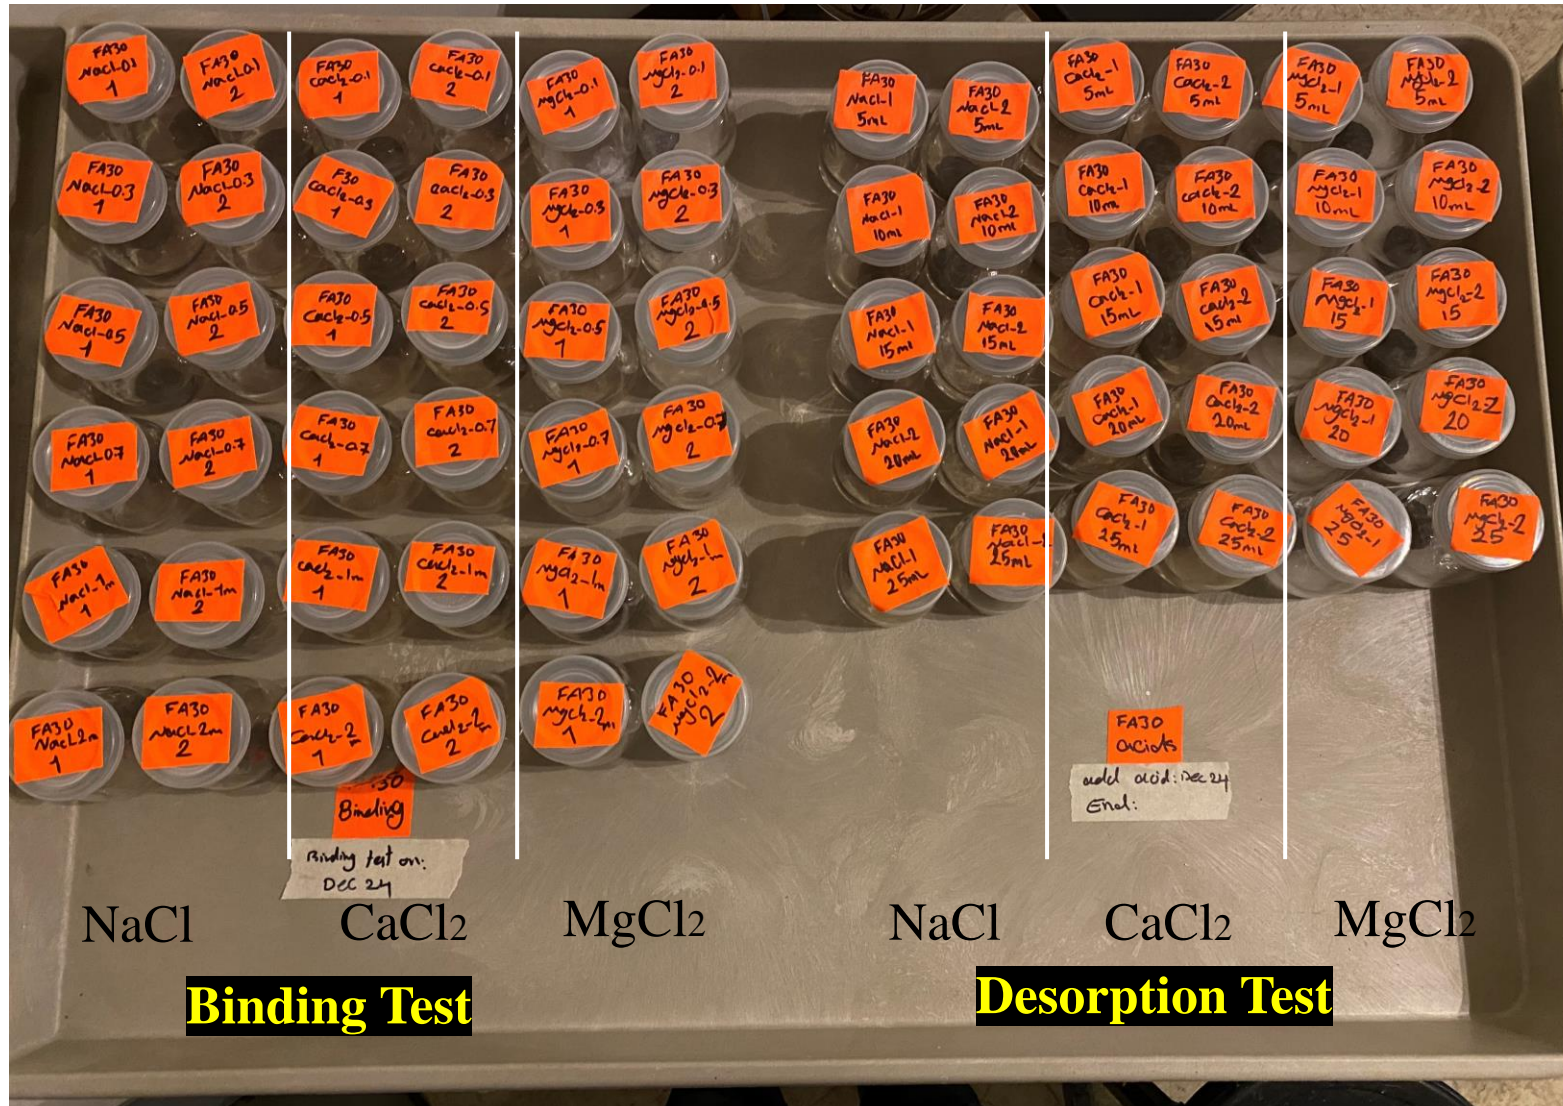 FA30
NaCl-0.1
1
FA30
NaCl-0.1
2
FA30
CaCl2-0.1
1
FA30
CaCl2-0.1
2
FA30
MgCl2-0.1
1
FA30
MgCl2-0.1
2
FA30
NaCl-1
5mL
FA30
NaCl-2
5mL
FA30
CaCl2-1
5mL
FA30
CaCl2-2
5mL
FA30
MgCl2-1
5mL
FA30
MgCl2-2
5mL
FA30
NaCl-0.3
1
FA30
NaCl-0.3
2
F30
CaCl2-0.3
1
FA30
CaCl2-0.3
2
FA30
MgCl2-0.3
1
FA30
MgCl2-0.3
2
FA30
NaCl-1
10mL
FA30
NaCl-2
10mL
FA30
CaCl2-1
10mL
FA30
CaCl2-2
10mL
FA30
MgCl2-1
10mL
FA30
MgCl2-2
10mL
FA30
NaCl-0.5
1
FA30
NaCl-0.5
2
FA30
CaCl2-0.5
1
FA30
CaCl2-0.5
2
FA30
MgCl2-0.5
1
FA30
MgCl2-0.5
2
FA30
NaCl-1
15mL
FA30
NaCl-2
15mL
FA30
CaCl2-1
15mL
FA30
CaCl2-2
15mL
FA30
MgCl2-1
15
FA30
MgCl2-2
15
FA30
NaCl-0.7
1
FA30
NaCl-0.7
2
FA30
CaCl2-0.7
1
FA30
CaCl2-0.7
2
FA30
MgCl2-0.7
1
FA30
MgCl2-0.7
2
FA30
NaCl-2
20mL
FA30
NaCl-1
20mL
FA30
CaCl2-1
20mL
FA30
CaCl2-2
20mL
FA30
MgCl2-1
20
FA30
MgCl2 2
20
FA30
NaCl-1m
1
FA30
NaCl-1m
2
FA30
CaCl2-1m
1
FA30
CaCl2-1m
2
FA30
MgCl2-1m
1
FA30
MgCl2-1m
2
FA30
NaCl-1
25mL
FA30
NaCl-
25mL
FA30
CaCl2-1
25mL
FA30
CaCl2-2
25mL
FA30
MgCl2-1
25
FA30
MgCl2-2
25
FA30
NaCl 2m
1
FA30
NaCl 2m
2
FA30
CaCl2-2m
1
FA30
CaCl2-2m
2
FA30
MgCl2-2m
1
FA30
MgCl2-2m
2
30
Binding
Binding test on:
DEC 24
FA30
acids
add acid: Dec 24
End:
NaCl
CaCl2
MgCl2
NaCl
CaCl2
MgCl2
Binding Test
Desorption Test